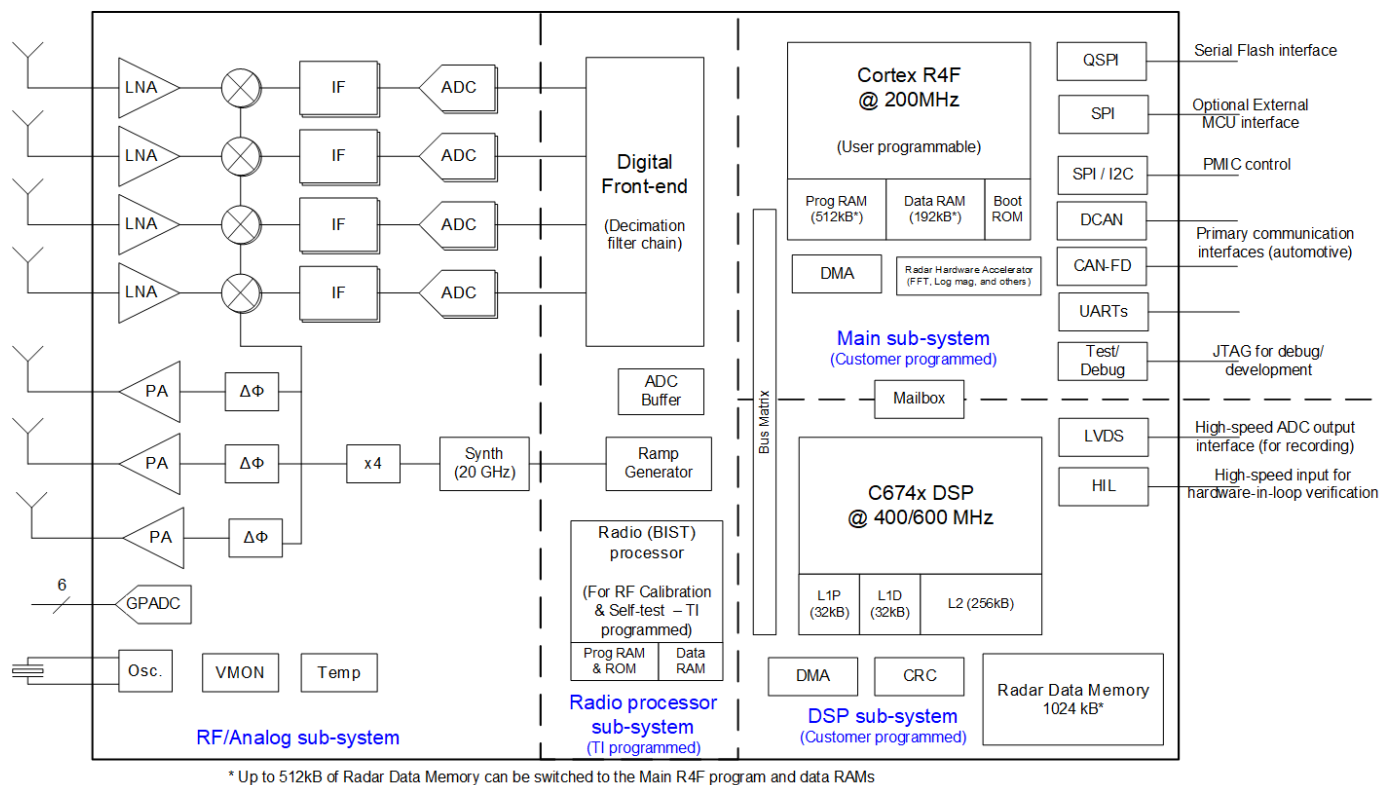 LNA
IF
ADC
LNA
IF
ADC
LNA
IF
ADC
LNA
IF
ADC
PA
ΔΦ
PA
ΔΦ
x4
Synth
(20 GHz)
PA
ΔΦ
6
GPADC
Osc.
VMON
Temp
RF/Analog sub-system
Digital
Front-end
(Decimation
filter chain)
ADC
Buffer
Ramp
Generator
Radio (BIST)
processor
(For RF Calibration
& Self-test – TI
programmed)
Prog RAM
& ROM
Data
RAM
Radio processor
sub-system
(TI programmed)
Bus Matrix
Cortex R4F
@ 200MHz
(User programmable)
Prog RAM
(512kB*)
Data RAM
(192kB*)
Boot
ROM
DMA
Radar Hardware Accelerator
(FFT, Log mag, and others)
Main sub-system
(Customer programmed)
Mailbox
C674x DSP
@ 400/600 MHz
L1P
(32kB)
L1D
(32kB)
L2 (256kB)
DMA
CRC
DSP sub-system
(Customer programmed)
Radar Data Memory
1024 kB*
QSPI
Serial Flash interface
SPI
Optional External
MCU interface
SPI / I2C
PMIC control
DCAN
CAN-FD
Primary communication
interfaces (automotive)
UARTs
Test/
Debug
JTAG for debug/
development
LVDS
High-speed ADC output
interface (for recording)
HIL
High-speed input for
hardware-in-loop verification
* Up to 512kB of Radar Data Memory can be switched to the Main R4F program and data RAMs